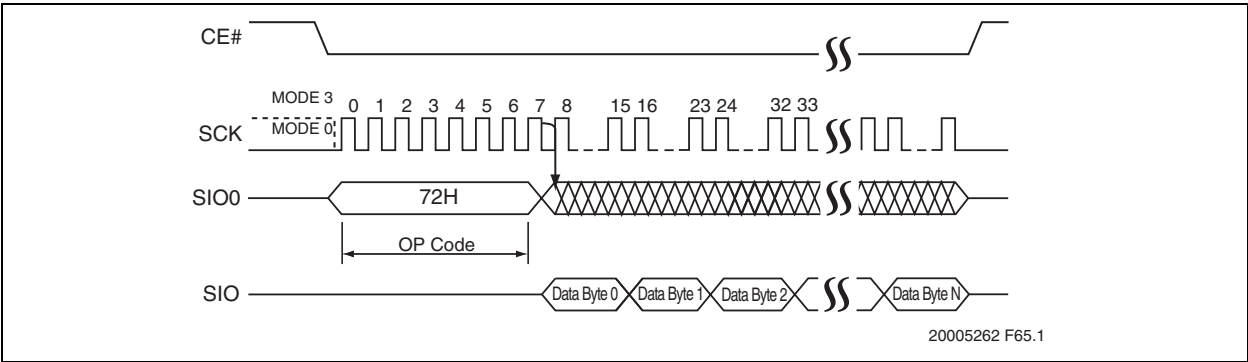 CE#
MODE 3
0 1 2 3 4 5 6 7 8 15 16 23 24 32 33
SCK
MODE 0
SIO0
72H
OP Code
SIO
Data Byte 0 Data Byte 1 Data Byte 2 Data Byte N
20005262 F65.1